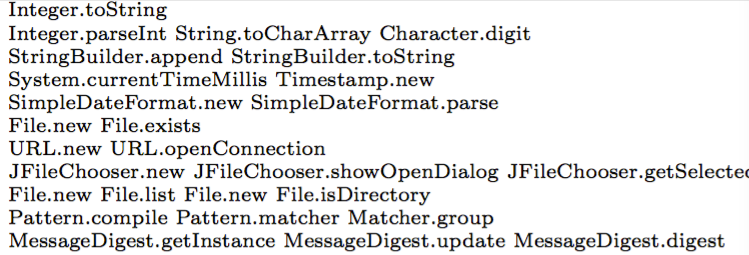 Integer.toString
Integer.parseInt String.toCharArray Character.digit
StringBuilder.append StringBuilder.toString
System.currentTimeMillis Timestamp.new
SimpleDateFormat.new SimpleDateFormat.parse
File.new File.exists
URL.new URL.openConnection
JFileChooser.new JFileChooser.showOpenDialog JFileChooser.getSelected
File.new File.list File.new File.isDirectory
Pattern.compile Pattern.matcher Matcher.group
MessageDigest.getInstance MessageDigest.update MessageDigest.digest